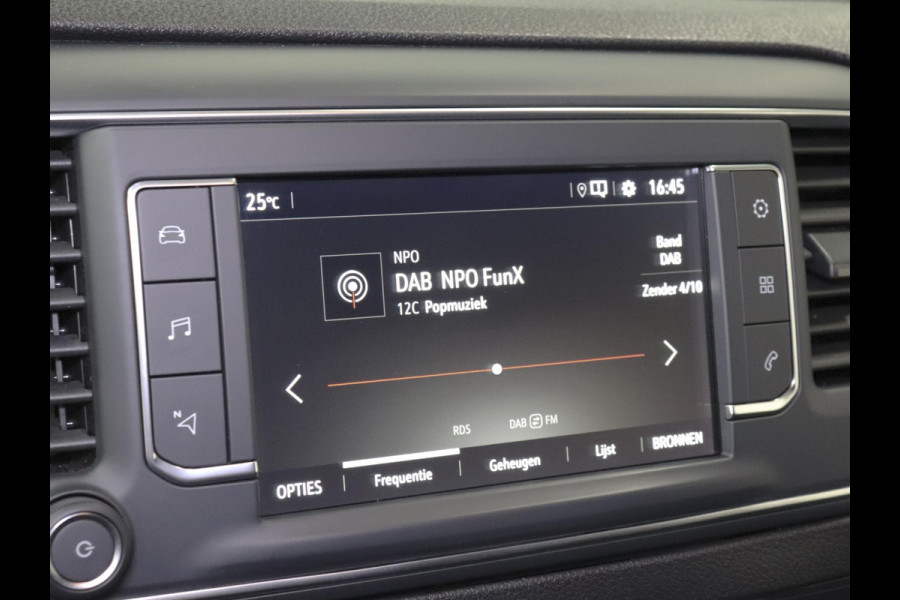 25°C
16:45
NPO
DAB NPO FunX
12C Popmuziek
Band
DAB
Zender 4/10
N
RDS
DAB FM
OPTIES
Frequentie
Geheugen
Lijst
BRONNEN